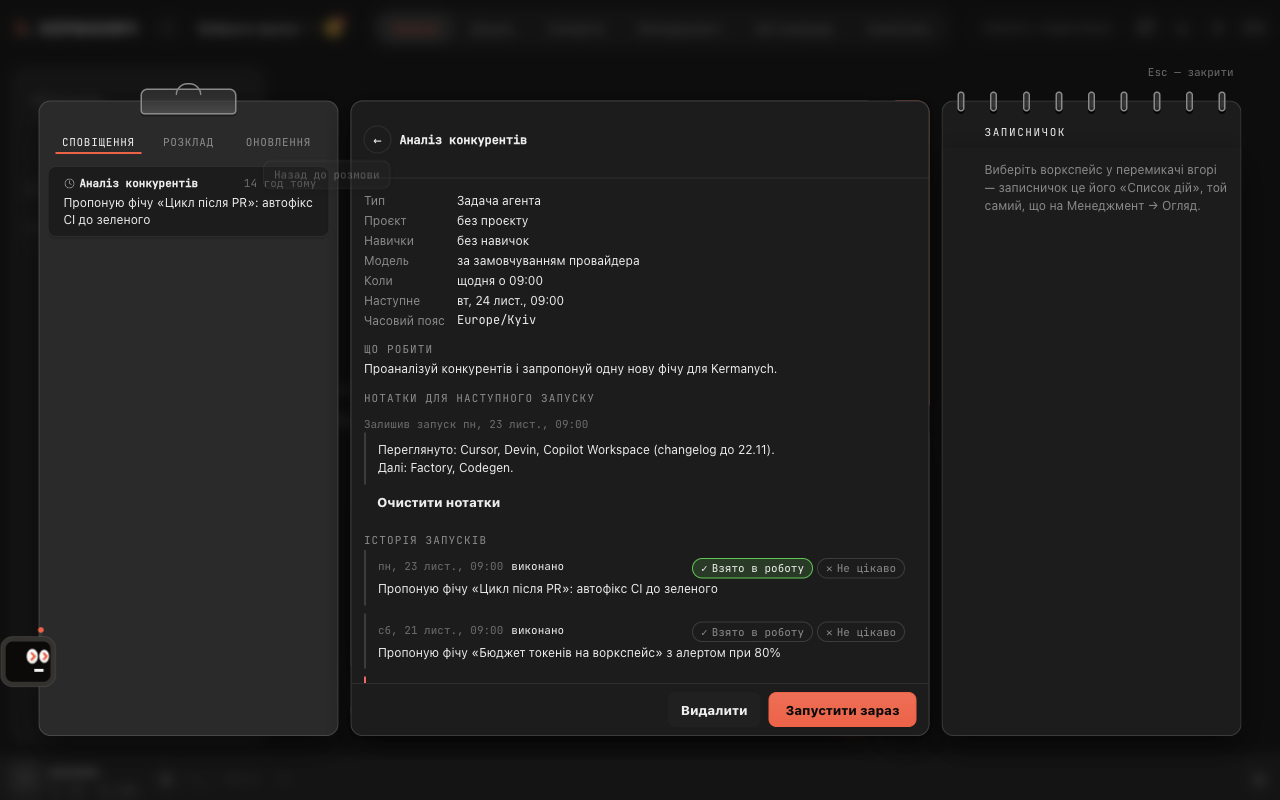 Esc — закрити
СПОВІЩЕННЯ РОЗКЛАД ОНОВЛЕННЯ
Аналіз конкурентів 14 год тому
Пропоную фічу «Цикл після PR»: автофікс
CI до зеленого
← Аналіз конкурентів
Назад до розмови
Тип Задача агента
Проєкт без проєкту
Навички без навичок
Модель за замовчуванням провайдера
Коли щодня о 09:00
Наступне вт, 24 лист., 09:00
Часовий пояс Europe/Kyiv
ЩО РОБИТИ
Проаналізуй конкурентів і запропонуй одну нову фічу для Kermanych.
НОТАТКИ ДЛЯ НАСТУПНОГО ЗАПУСКУ
Залишив запуск пн, 23 лист., 09:00
Переглянуто: Cursor, Devin, Copilot Workspace (changelog до 22.11).
Далі: Factory, Codegen.
Очистити нотатки
ІСТОРІЯ ЗАПУСКІВ
пн, 23 лист., 09:00 виконано ✓ Взято в роботу ✕ Не цікаво
Пропоную фічу «Цикл після PR»: автофікс CI до зеленого
сб, 21 лист., 09:00 виконано ✓ Взято в роботу ✕ Не цікаво
Пропоную фічу «Бюджет токенів на воркспейс» з алертом при 80%
Видалити Запустити зараз
ЗАПИСНИЧОК
Виберіть воркспейс у перемикачі вгорі
— записничок це його «Список дій», той
самий, що на Менеджмент → Огляд.